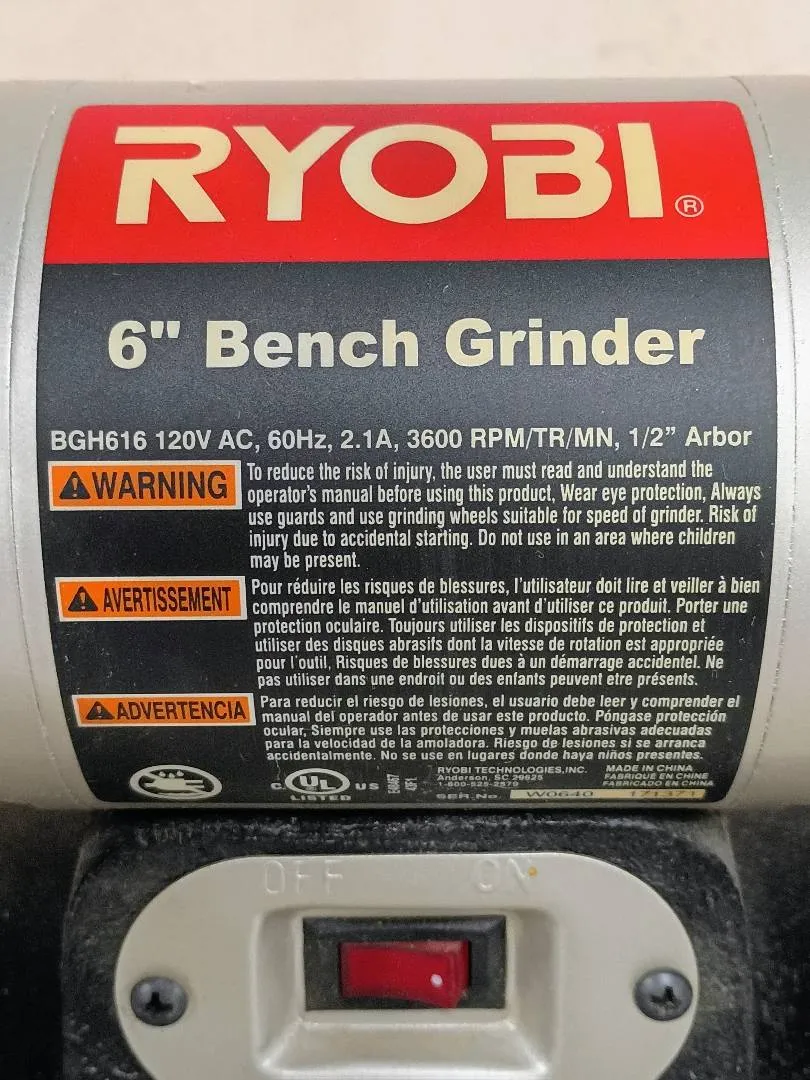 RYOBI®
6" Bench Grinder
BGH616 120V AC, 60Hz, 2.1A, 3600 RPM/TR/MN, 1/2” Arbor
WARNING
To reduce the risk of injury, the user must read and understand the
operator's manual before using this product, Wear eye protection, Always
use guards and use grinding wheels suitable for speed of grinder. Risk of
injury due to accidental starting. Do not use in an area where children
may be present.
AVERTISSEMENT
Pour réduire les risques de blessures, l'utilisateur doit lire et veiller à bien
comprendre le manuel d'utilisation avant d'utiliser ce produit. Porter une
protection oculaire. Toujours utiliser les dispositifs de protection et
utiliser des disques abrasifs dont la vitesse de rotation est appropriée
pour l'outil, Risques de blessures dues à un démarrage accidentel. Ne
pas utiliser dans une endroit ou des enfants peuvent etre présents.
ADVERTENCIA
Para reducir el riesgo de lesiones, el usuario debe leer y comprender el
manual del operador antes de usar este producto. Póngase protección
ocular, Siempre use las protecciones y muelas abrasivas adecuadas
para la velocidad de la amoladora. Riesgo de lesiones si se arranca
accidentalmente. No se use en lugares donde haya niños presentes.
C UL US
LISTED
RYOBI TECHNOLOGIES,INC.
Anderson, SC 29625
1-800-525-2579
MADE IN CHINA
FABRIQUÉ EN CHINE
FABRICADO EN CHINA
SER.No. W0640 171371
OFF ON